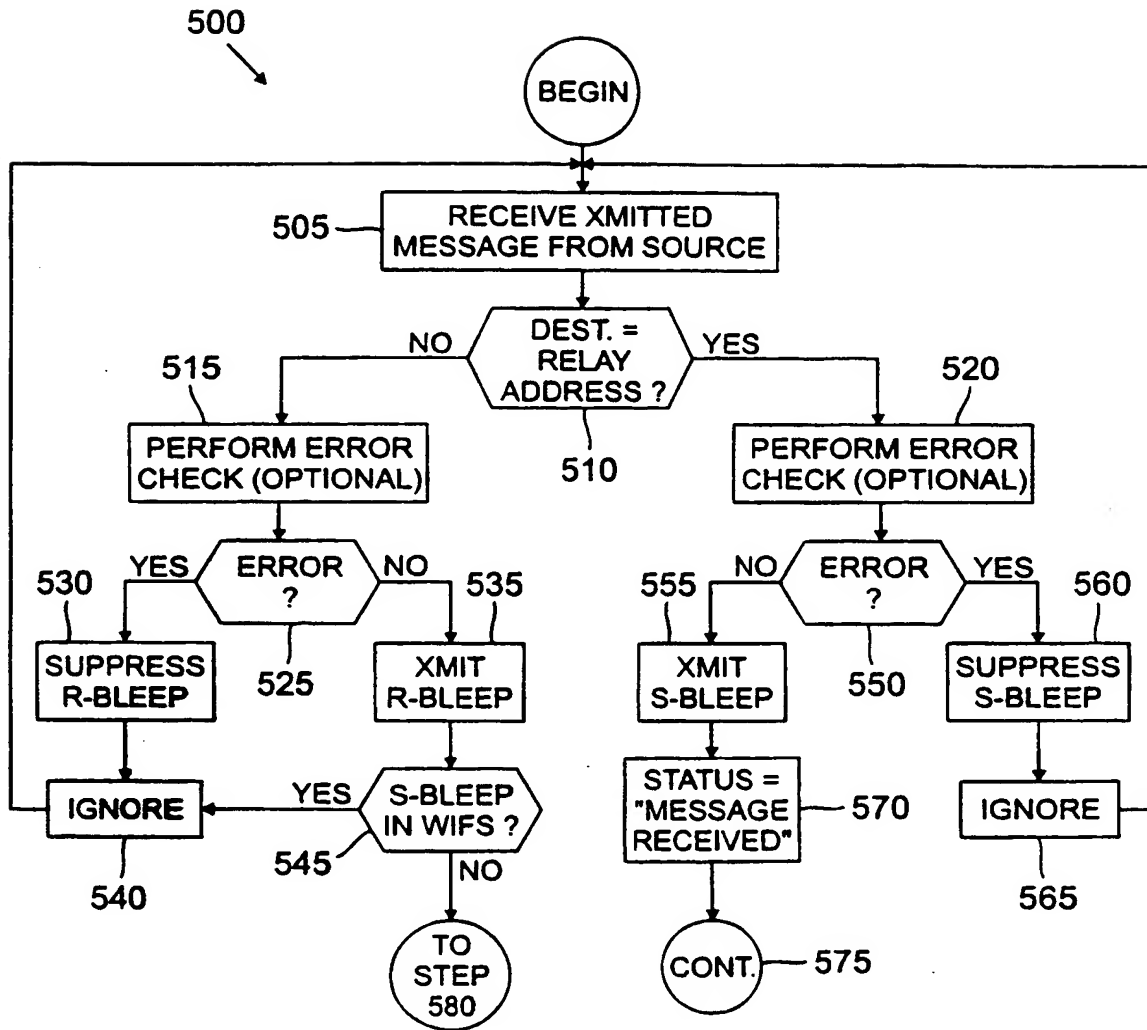 500
BEGIN
505
RECEIVE XMITTED
MESSAGE FROM SOURCE
NO
DEST. =
RELAY
ADDRESS ?
YES
510
515
PERFORM ERROR
CHECK (OPTIONAL)
520
PERFORM ERROR
CHECK (OPTIONAL)
YES
ERROR
?
NO
525
530
SUPPRESS
R-BLEEP
535
XMIT
R-BLEEP
NO
ERROR
?
YES
550
555
XMIT
S-BLEEP
560
SUPPRESS
S-BLEEP
IGNORE
540
YES
S-BLEEP
IN WIFS ?
545
NO
STATUS =
"MESSAGE
RECEIVED"
570
IGNORE
565
TO
STEP
580
CONT.
575